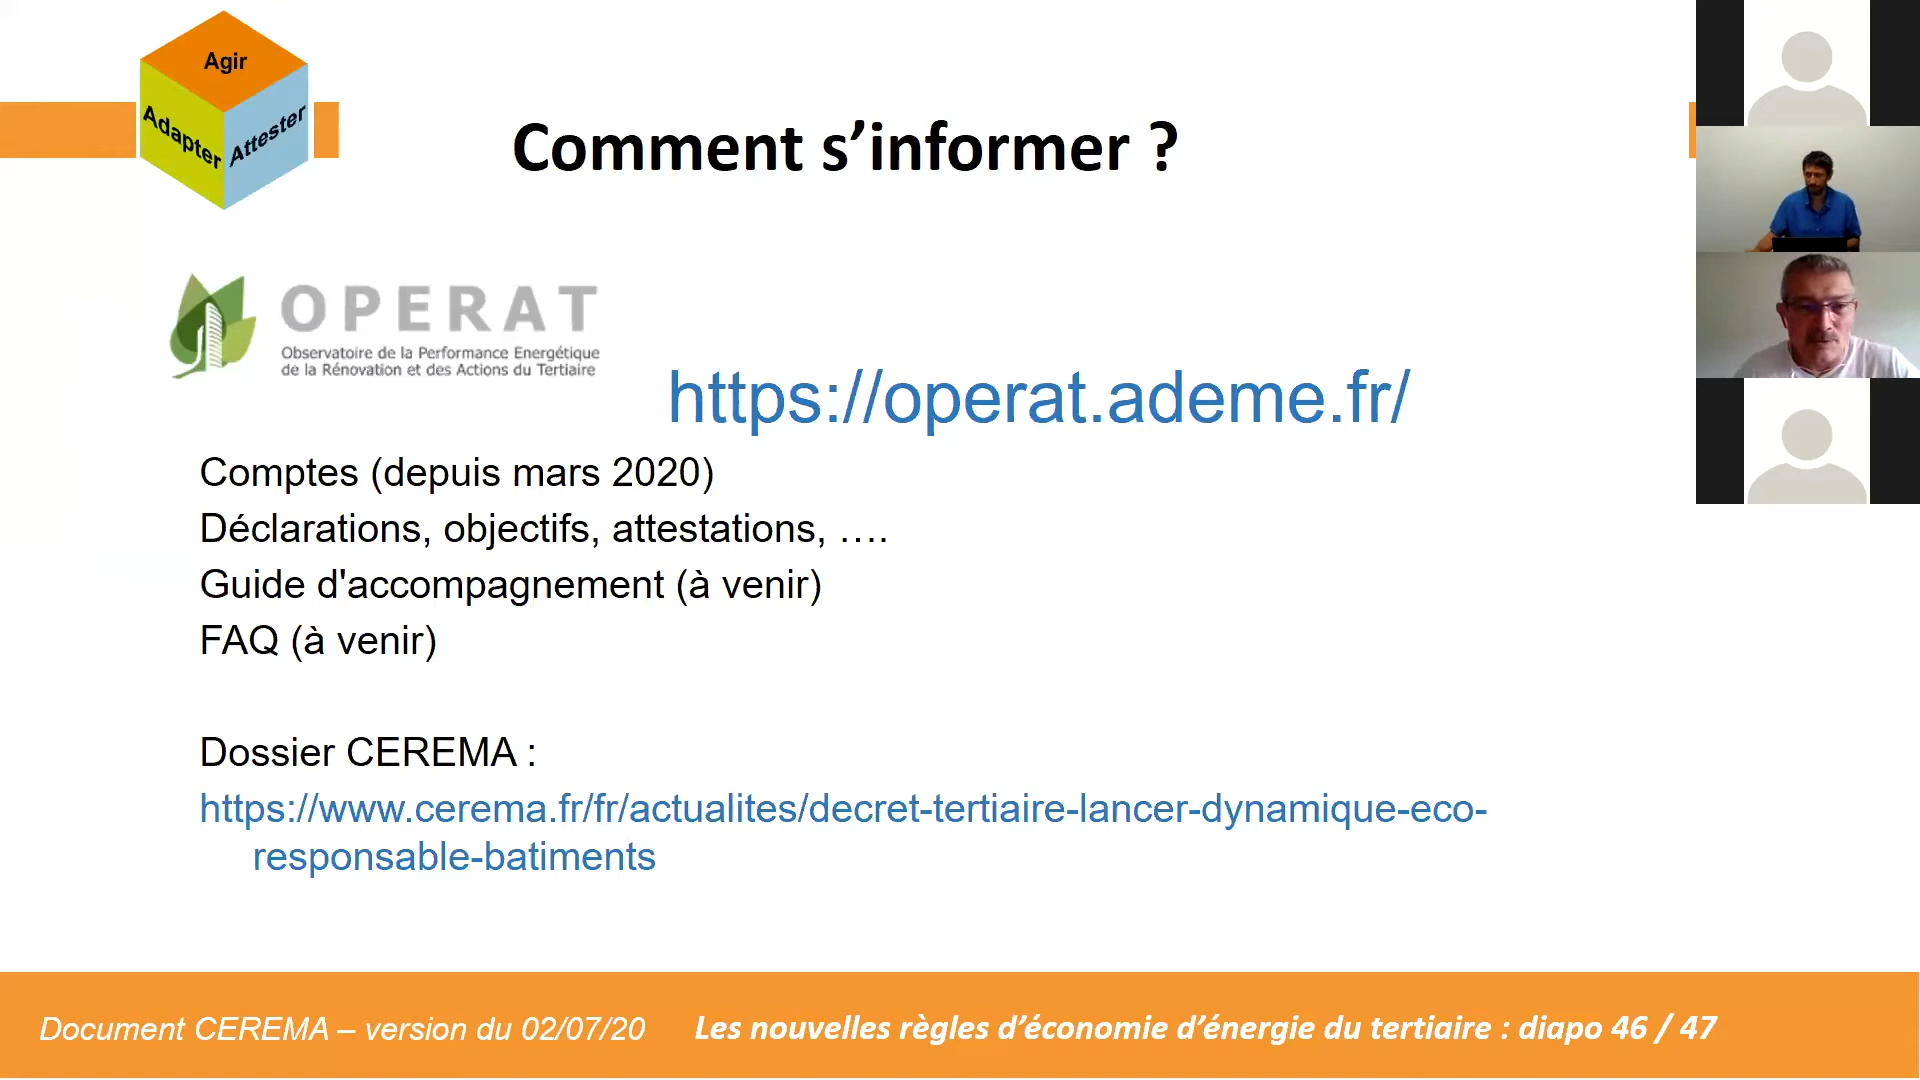 Agir
Adapter
Attester
Comment s’informer ?
OPERAT
Observatoire de la Performance Energétique
de la Rénovation et des Actions du Tertiaire
https://operat.ademe.fr/
Comptes (depuis mars 2020)
Déclarations, objectifs, attestations, ….
Guide d'accompagnement (à venir)
FAQ (à venir)
Dossier CEREMA :
https://www.cerema.fr/fr/actualites/decret-tertiaire-lancer-dynamique-eco-
responsable-batiments
Document CEREMA – version du 02/07/20
Les nouvelles règles d’économie d’énergie du tertiaire : diapo 46 / 47